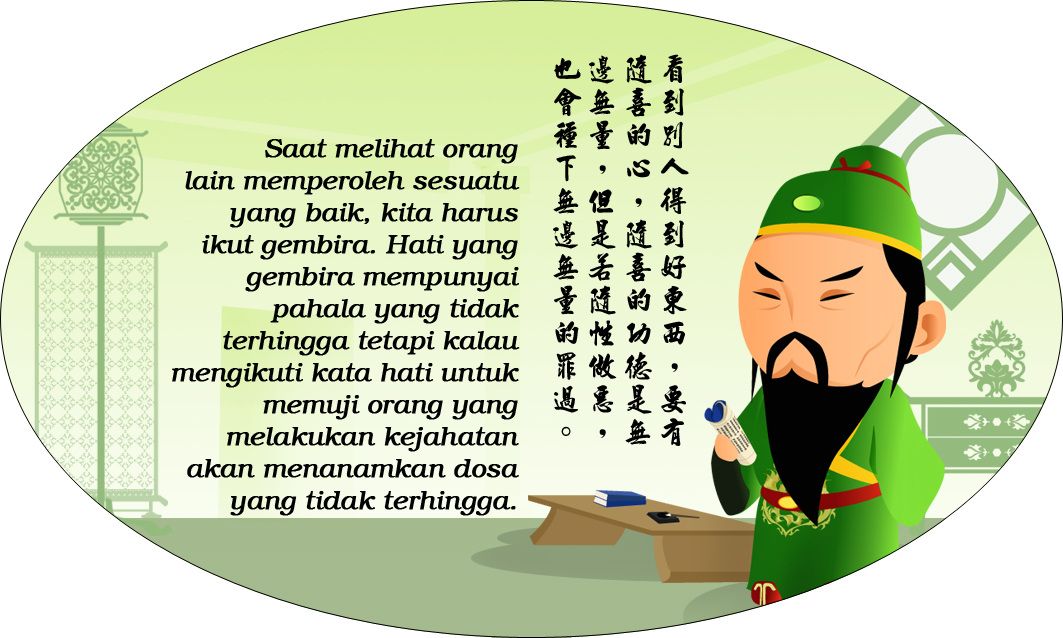 Saat melihat orang
lain memperoleh sesuatu
yang baik, kita harus
ikut gembira. Hati yang
gembira mempunyai
pahala yang tidak
terhingga tetapi kalau
mengikuti kata hati untuk
memuji orang yang
melakukan kejahatan
akan menanamkan dosa
yang tidak terhingga.
看到別人得到好東西，要有
隨喜的心，隨喜的功德是無
邊無量，但是若隨性做惡，
也會種下無邊無量的罪過。